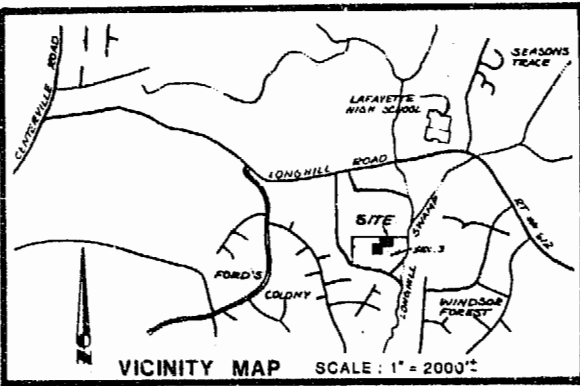 CENTERVILLE ROAD
SEASONS
TRACE
LAFAYETTE
HIGH SCHOOL
LONGHILL ROAD
RT # 612
SITE
SEC. 3
LONGHILL SWAMP
FORD'S
COLONY
WINDSOR
FOREST
VICINITY MAP SCALE : 1" = 2000'±